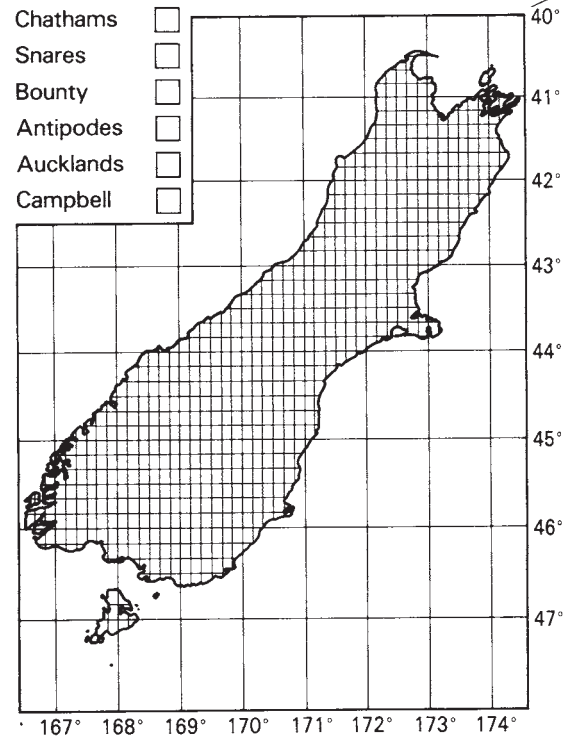 Chathams
Snares
Bounty
Antipodes
Aucklands
Campbell
40°
41°
42°
43°
44°
45°
46°
47°
167° 168° 169° 170° 171° 172° 173° 174°